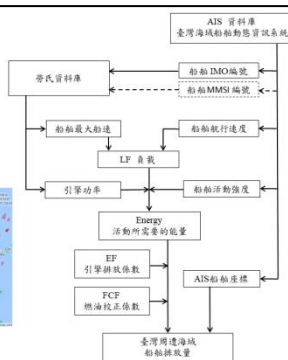 AIS 資料庫
臺灣海域船舶動態資訊系統
勞氏資料庫
船舶 IMO編號
船舶MMSI 編號
船舶最大船速
船舶航行速度
LF 負載
引擎功率
船舶活動強度
Energy
活動所需要的能量
EF
引擎排放係數
FCF
燃油校正係數
AIS船舶座標
臺灣周遭海域
船舶排放量